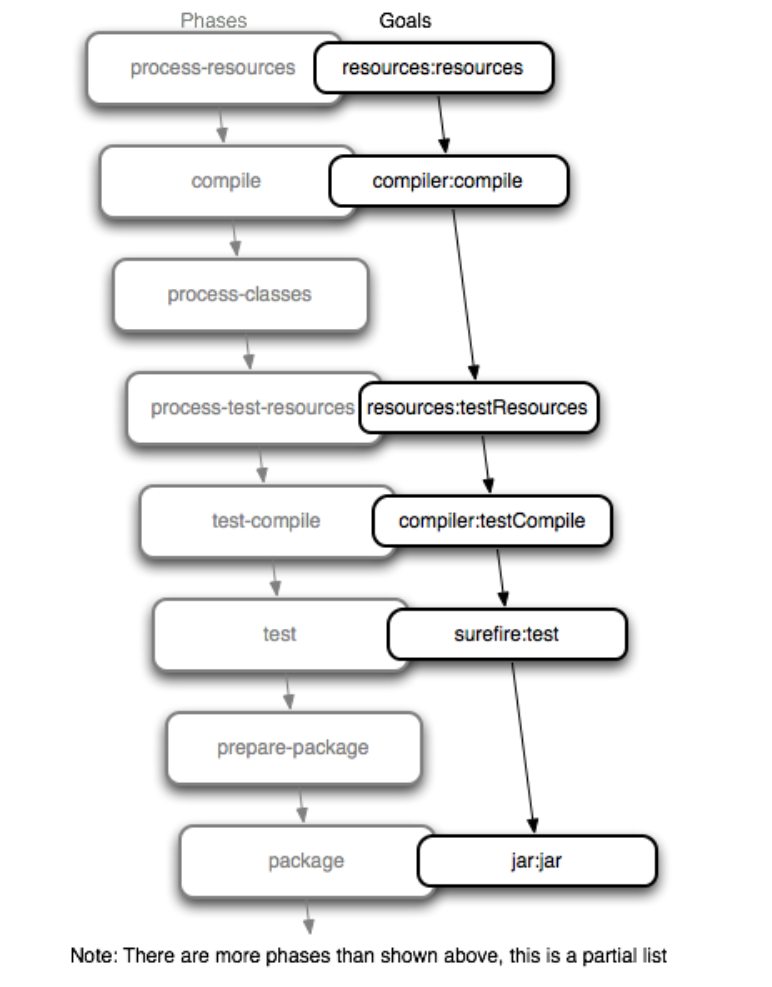 Phases Goals
process-resources resources:resources
compile compiler:compile
process-classes
process-test-resources resources:testResources
test-compile compiler:testCompile
test surefire:test
prepare-package
package jar:jar
Note: There are more phases than shown above, this is a partial list